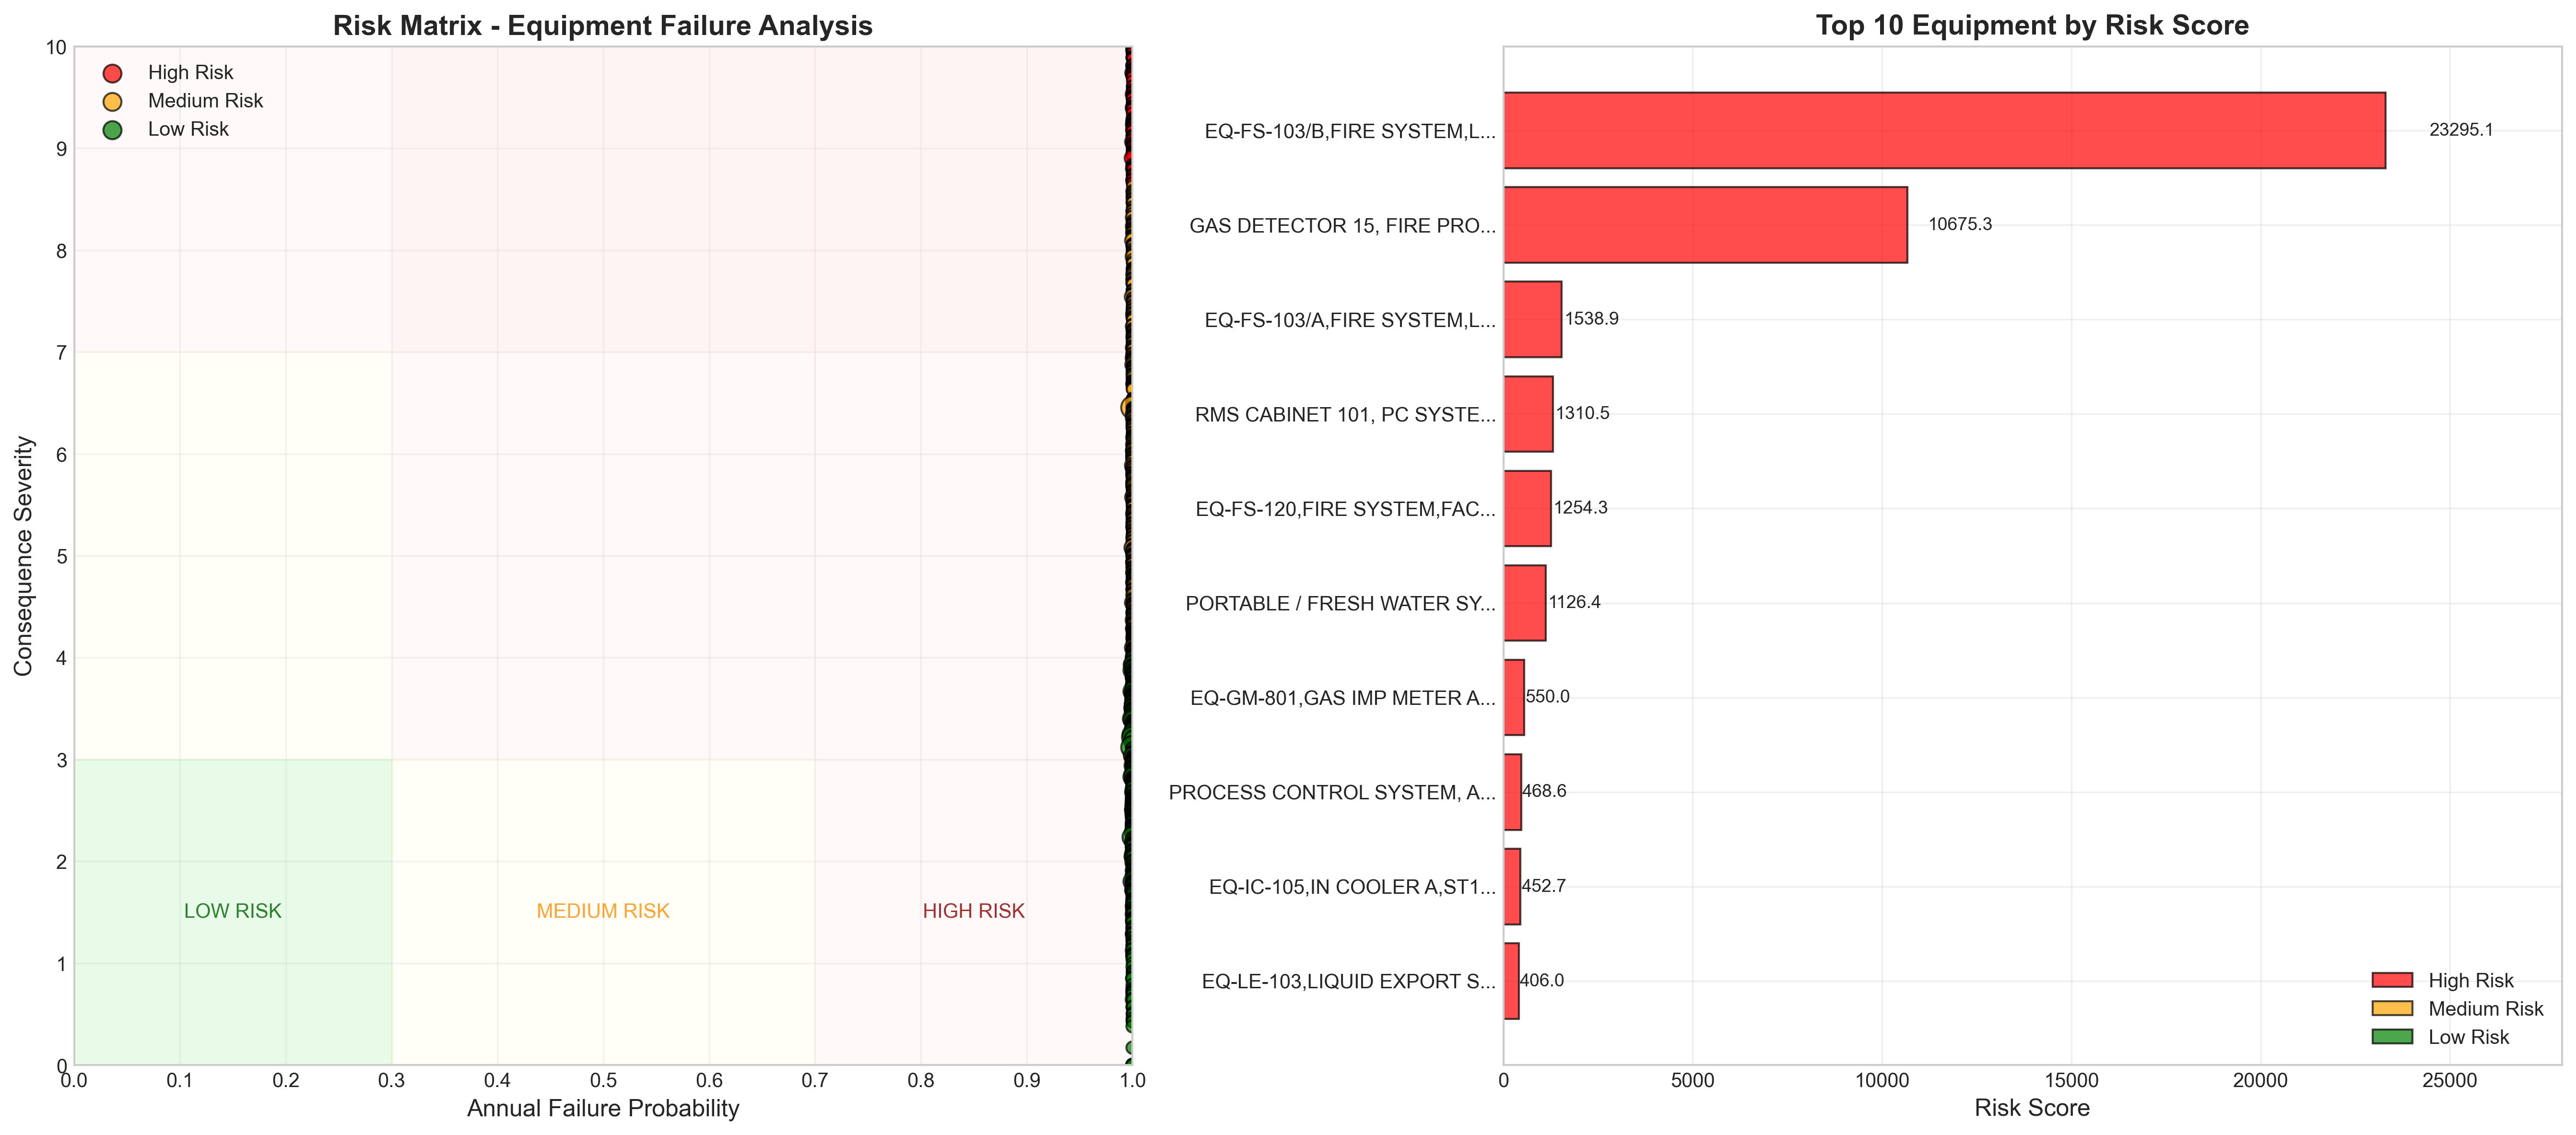 Risk Matrix - Equipment Failure Analysis
High Risk
Medium Risk
Low Risk
Consequence Severity
10
9
8
7
6
5
4
3
2
1
0
LOW RISK
MEDIUM RISK
HIGH RISK
0.0 0.1 0.2 0.3 0.4 0.5 0.6 0.7 0.8 0.9 1.0
Annual Failure Probability
Top 10 Equipment by Risk Score
EQ-FS-103/B,FIRE SYSTEM,L... 23295.1
GAS DETECTOR 15, FIRE PRO... 10675.3
EQ-FS-103/A,FIRE SYSTEM,L... 1538.9
RMS CABINET 101, PC SYSTE... 1310.5
EQ-FS-120,FIRE SYSTEM,FAC... 1254.3
PORTABLE / FRESH WATER SY... 1126.4
EQ-GM-801,GAS IMP METER A... 550.0
PROCESS CONTROL SYSTEM, A... 468.6
EQ-IC-105,IN COOLER A,ST1... 452.7
EQ-LE-103,LIQUID EXPORT S... 406.0
High Risk
Medium Risk
Low Risk
0 5000 10000 15000 20000 25000
Risk Score